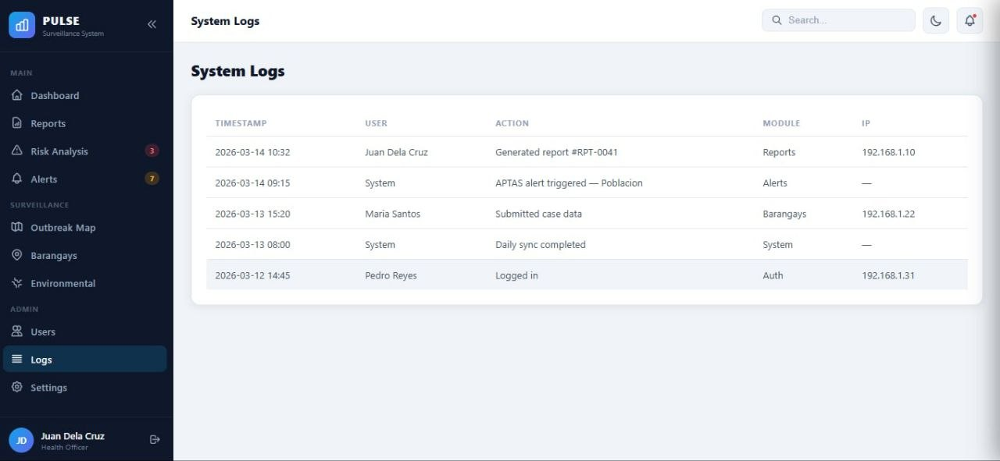 PULSE
Surveillance System
MAIN
Dashboard
Reports
Risk Analysis 3
Alerts 7
SURVEILLANCE
Outbreak Map
Barangays
Environmental
ADMIN
Users
Logs
Settings
JD Juan Dela Cruz
Health Officer
System Logs
Search...
System Logs
TIMESTAMP USER ACTION MODULE IP
2026-03-14 10:32 Juan Dela Cruz Generated report #RPT-0041 Reports 192.168.1.10
2026-03-14 09:15 System APTAS alert triggered — Poblacion Alerts —
2026-03-13 15:20 Maria Santos Submitted case data Barangays 192.168.1.22
2026-03-13 08:00 System Daily sync completed System —
2026-03-12 14:45 Pedro Reyes Logged in Auth 192.168.1.31